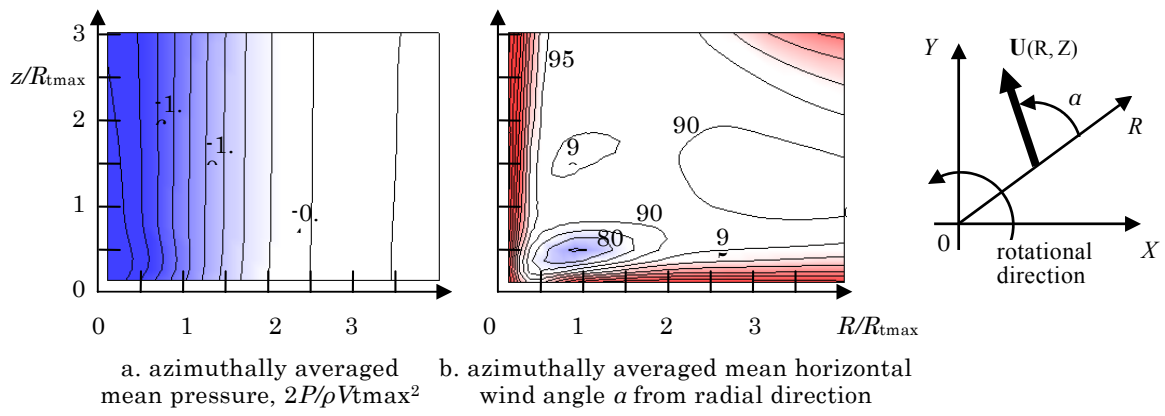 3
z/Rtmax
2
1
0
0
1
2
3
-1.
-1.
-0.
a. azimuthally averaged
mean pressure, 2P/ρVtmax²
95
90
9
90
80
9
0
1
2
3
R/Rtmax
b. azimuthally averaged mean horizontal
wind angle α from radial direction
Y
U(R, Z)
α
R
0
X
rotational
direction